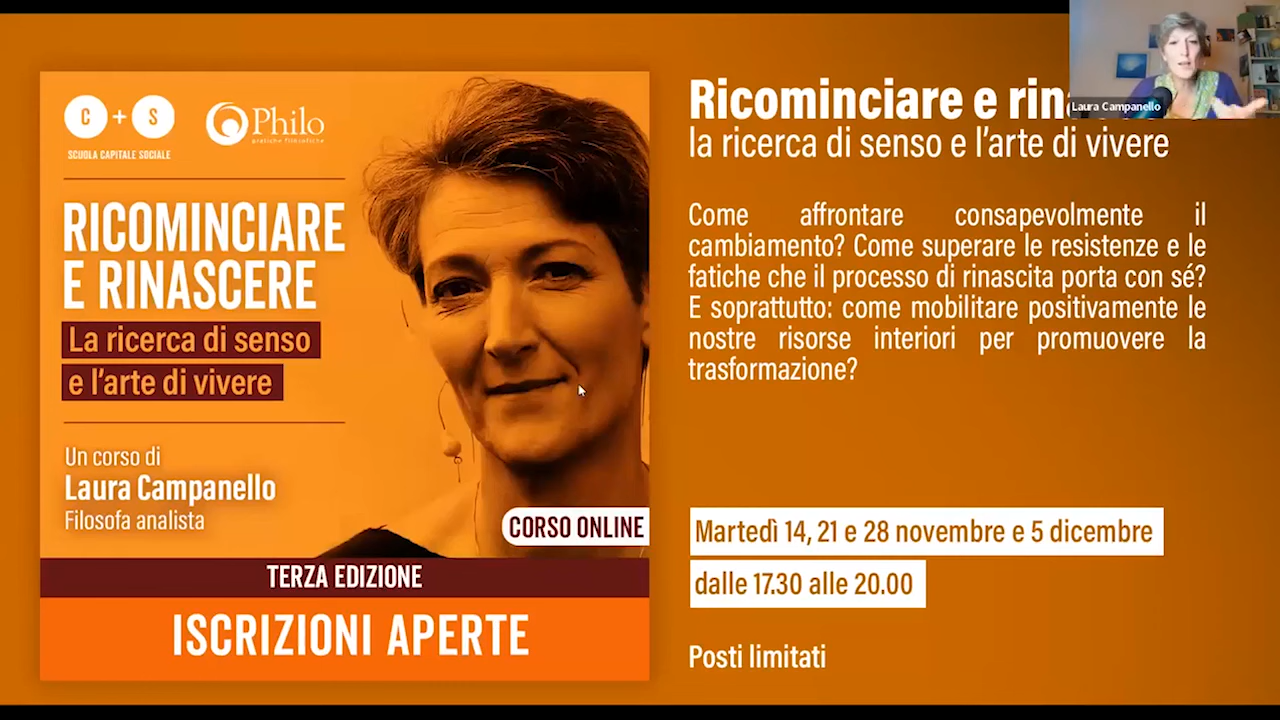 C + S
SCUOLA CAPITALE SOCIALE
Philo
pratiche filosofiche
RICOMINCIARE
E RINASCERE
La ricerca di senso
e l'arte di vivere
Un corso di
Laura Campanello
Filosofa analista
CORSO ONLINE
TERZA EDIZIONE
ISCRIZIONI APERTE
Ricominciare e rin
Laura Campanello
la ricerca di senso e l'arte di vivere
Come affrontare consapevolmente il
cambiamento? Come superare le resistenze e le
fatiche che il processo di rinascita porta con sé?
E soprattutto: come mobilitare positivamente le
nostre risorse interiori per promuovere la
trasformazione?
Martedì 14, 21 e 28 novembre e 5 dicembre
dalle 17.30 alle 20.00
Posti limitati